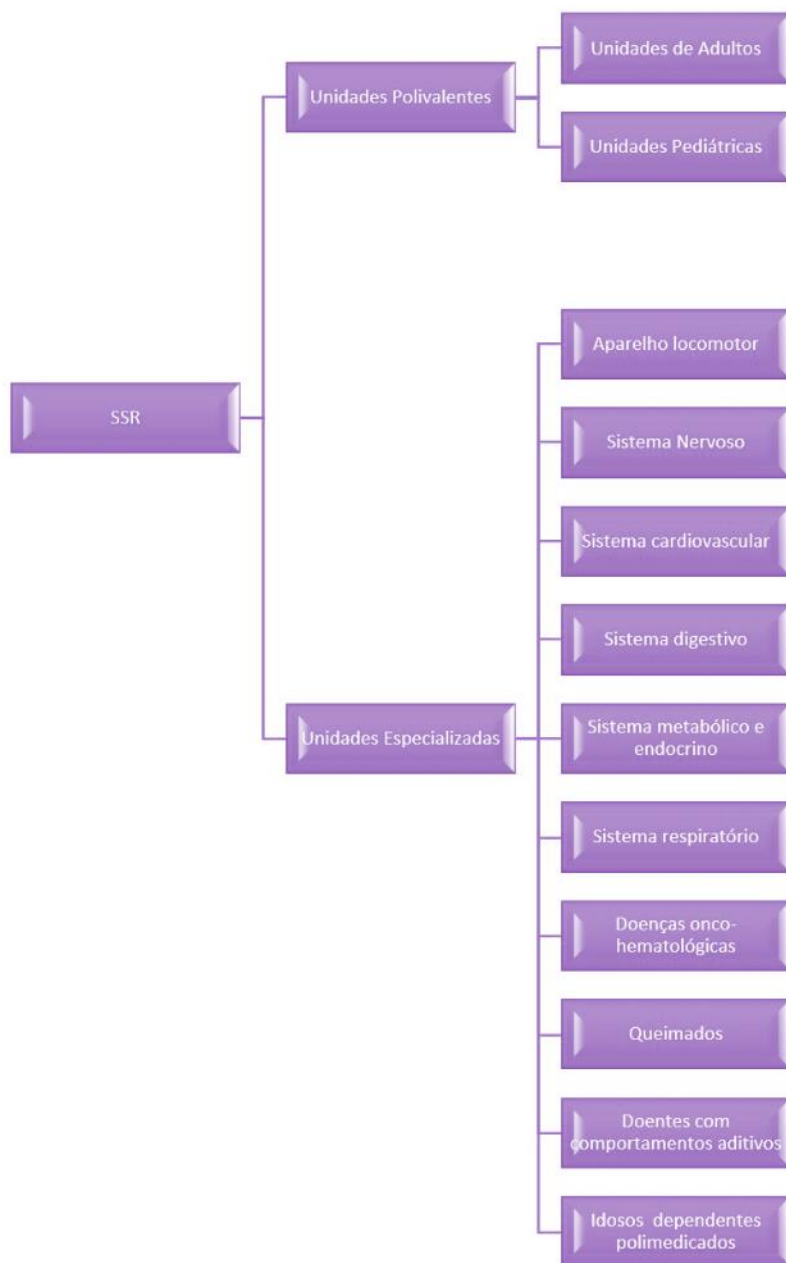 Unidades de Adultos
Unidades Polivalentes
Unidades Pediátricas
SSR
Aparelho locomotor
Sistema Nervoso
Sistema cardiovascular
Sistema digestivo
Unidades Especializadas
Sistema metabólico e
endocrino
Sistema respiratório
Doenças onco-
hematológicas
Queimados
Doentes com
comportamentos aditivos
Idosos dependentes
polimedicados